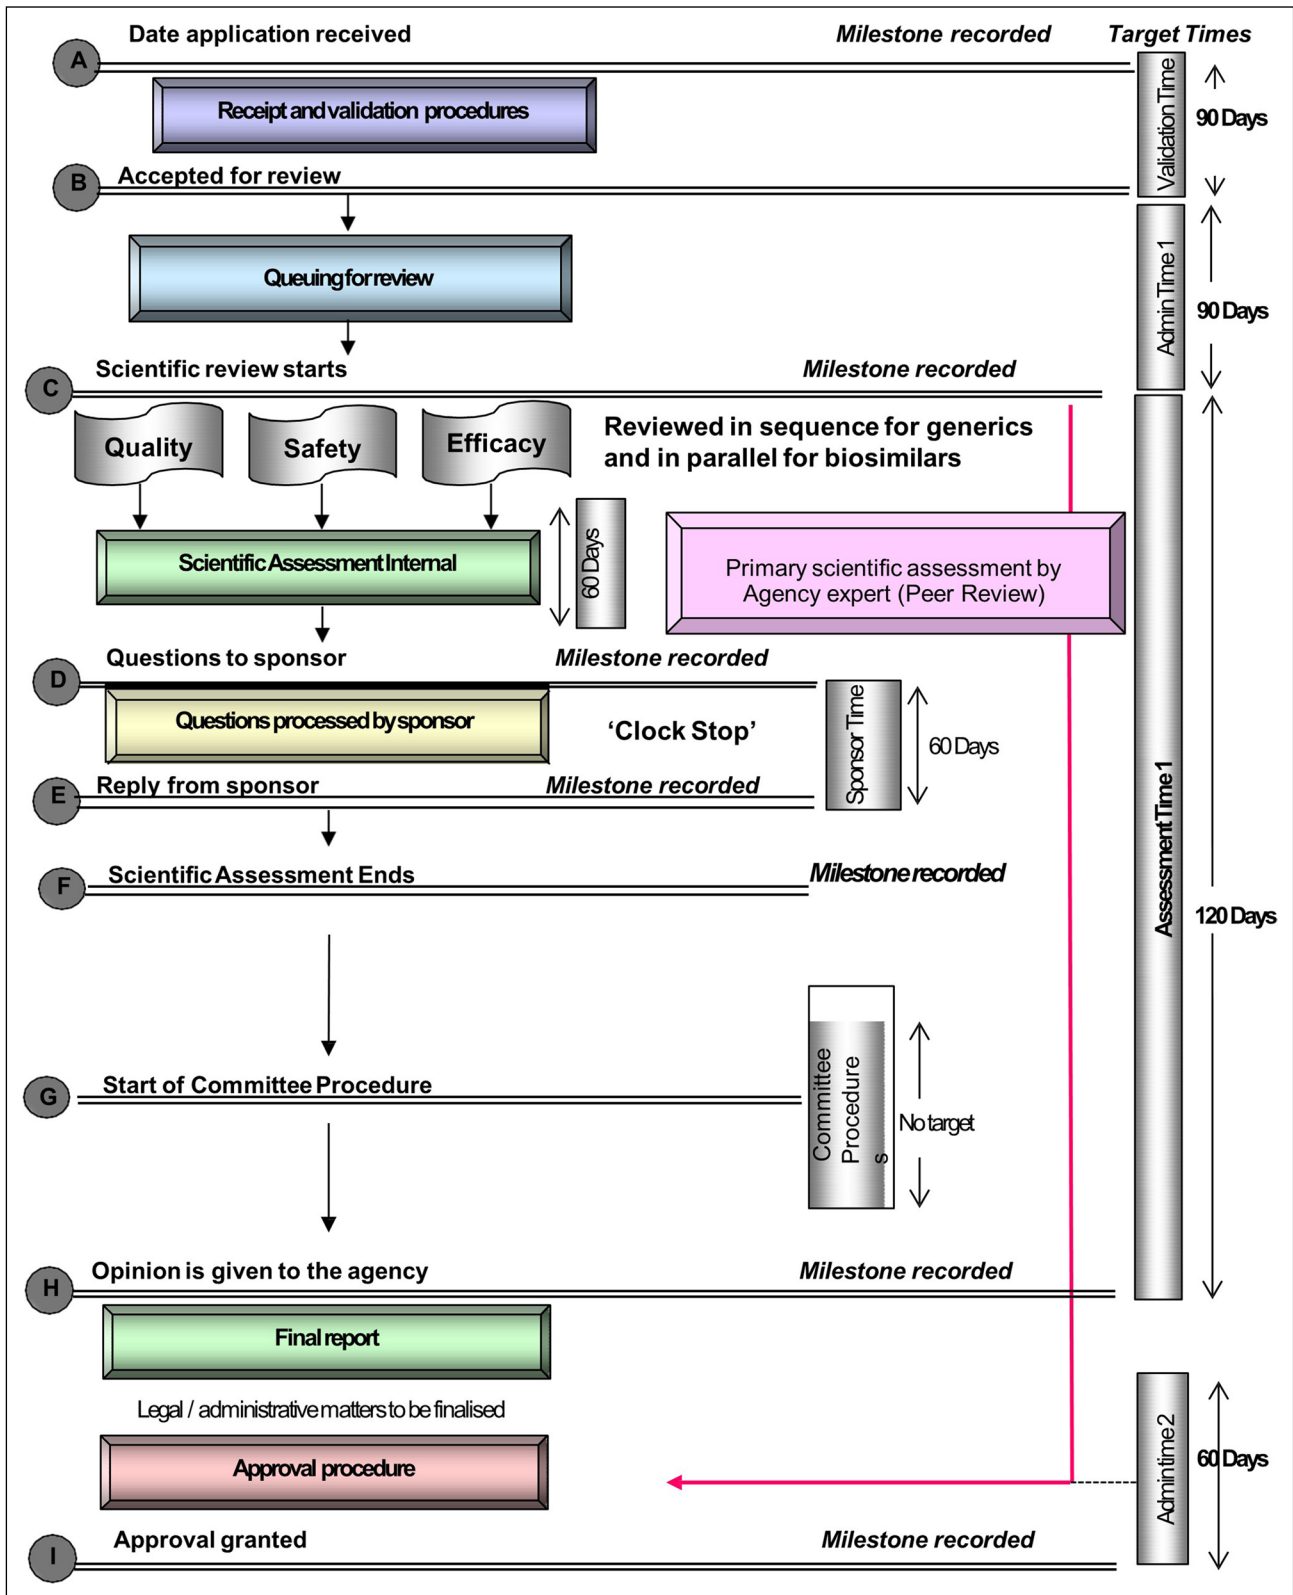 Date application received
Milestone recorded
Target Times
A
Receipt and validation procedures
Validation Time
90 Days
B
Accepted for review
Queuing for review
Admin Time 1
90 Days
Scientific review starts
Milestone recorded
C
Quality
Safety
Efficacy
Reviewed in sequence for generics
and in parallel for biosimilars
Scientific Assessment Internal
60 Days
Primary scientific assessment by
Agency expert (Peer Review)
Questions to sponsor
Milestone recorded
D
Questions processed by sponsor
‘Clock Stop’
Sponsor Time
60 Days
Reply from sponsor
Milestone recorded
E
Assessment Time 1
120 Days
Scientific Assessment Ends
Milestone recorded
F
Start of Committee Procedure
G
Committee
Procedure
s
No target
Opinion is given to the agency
Milestone recorded
H
Final report
Legal / administrative matters to be finalised
Approval procedure
Admin time 2
60 Days
Approval granted
Milestone recorded
I